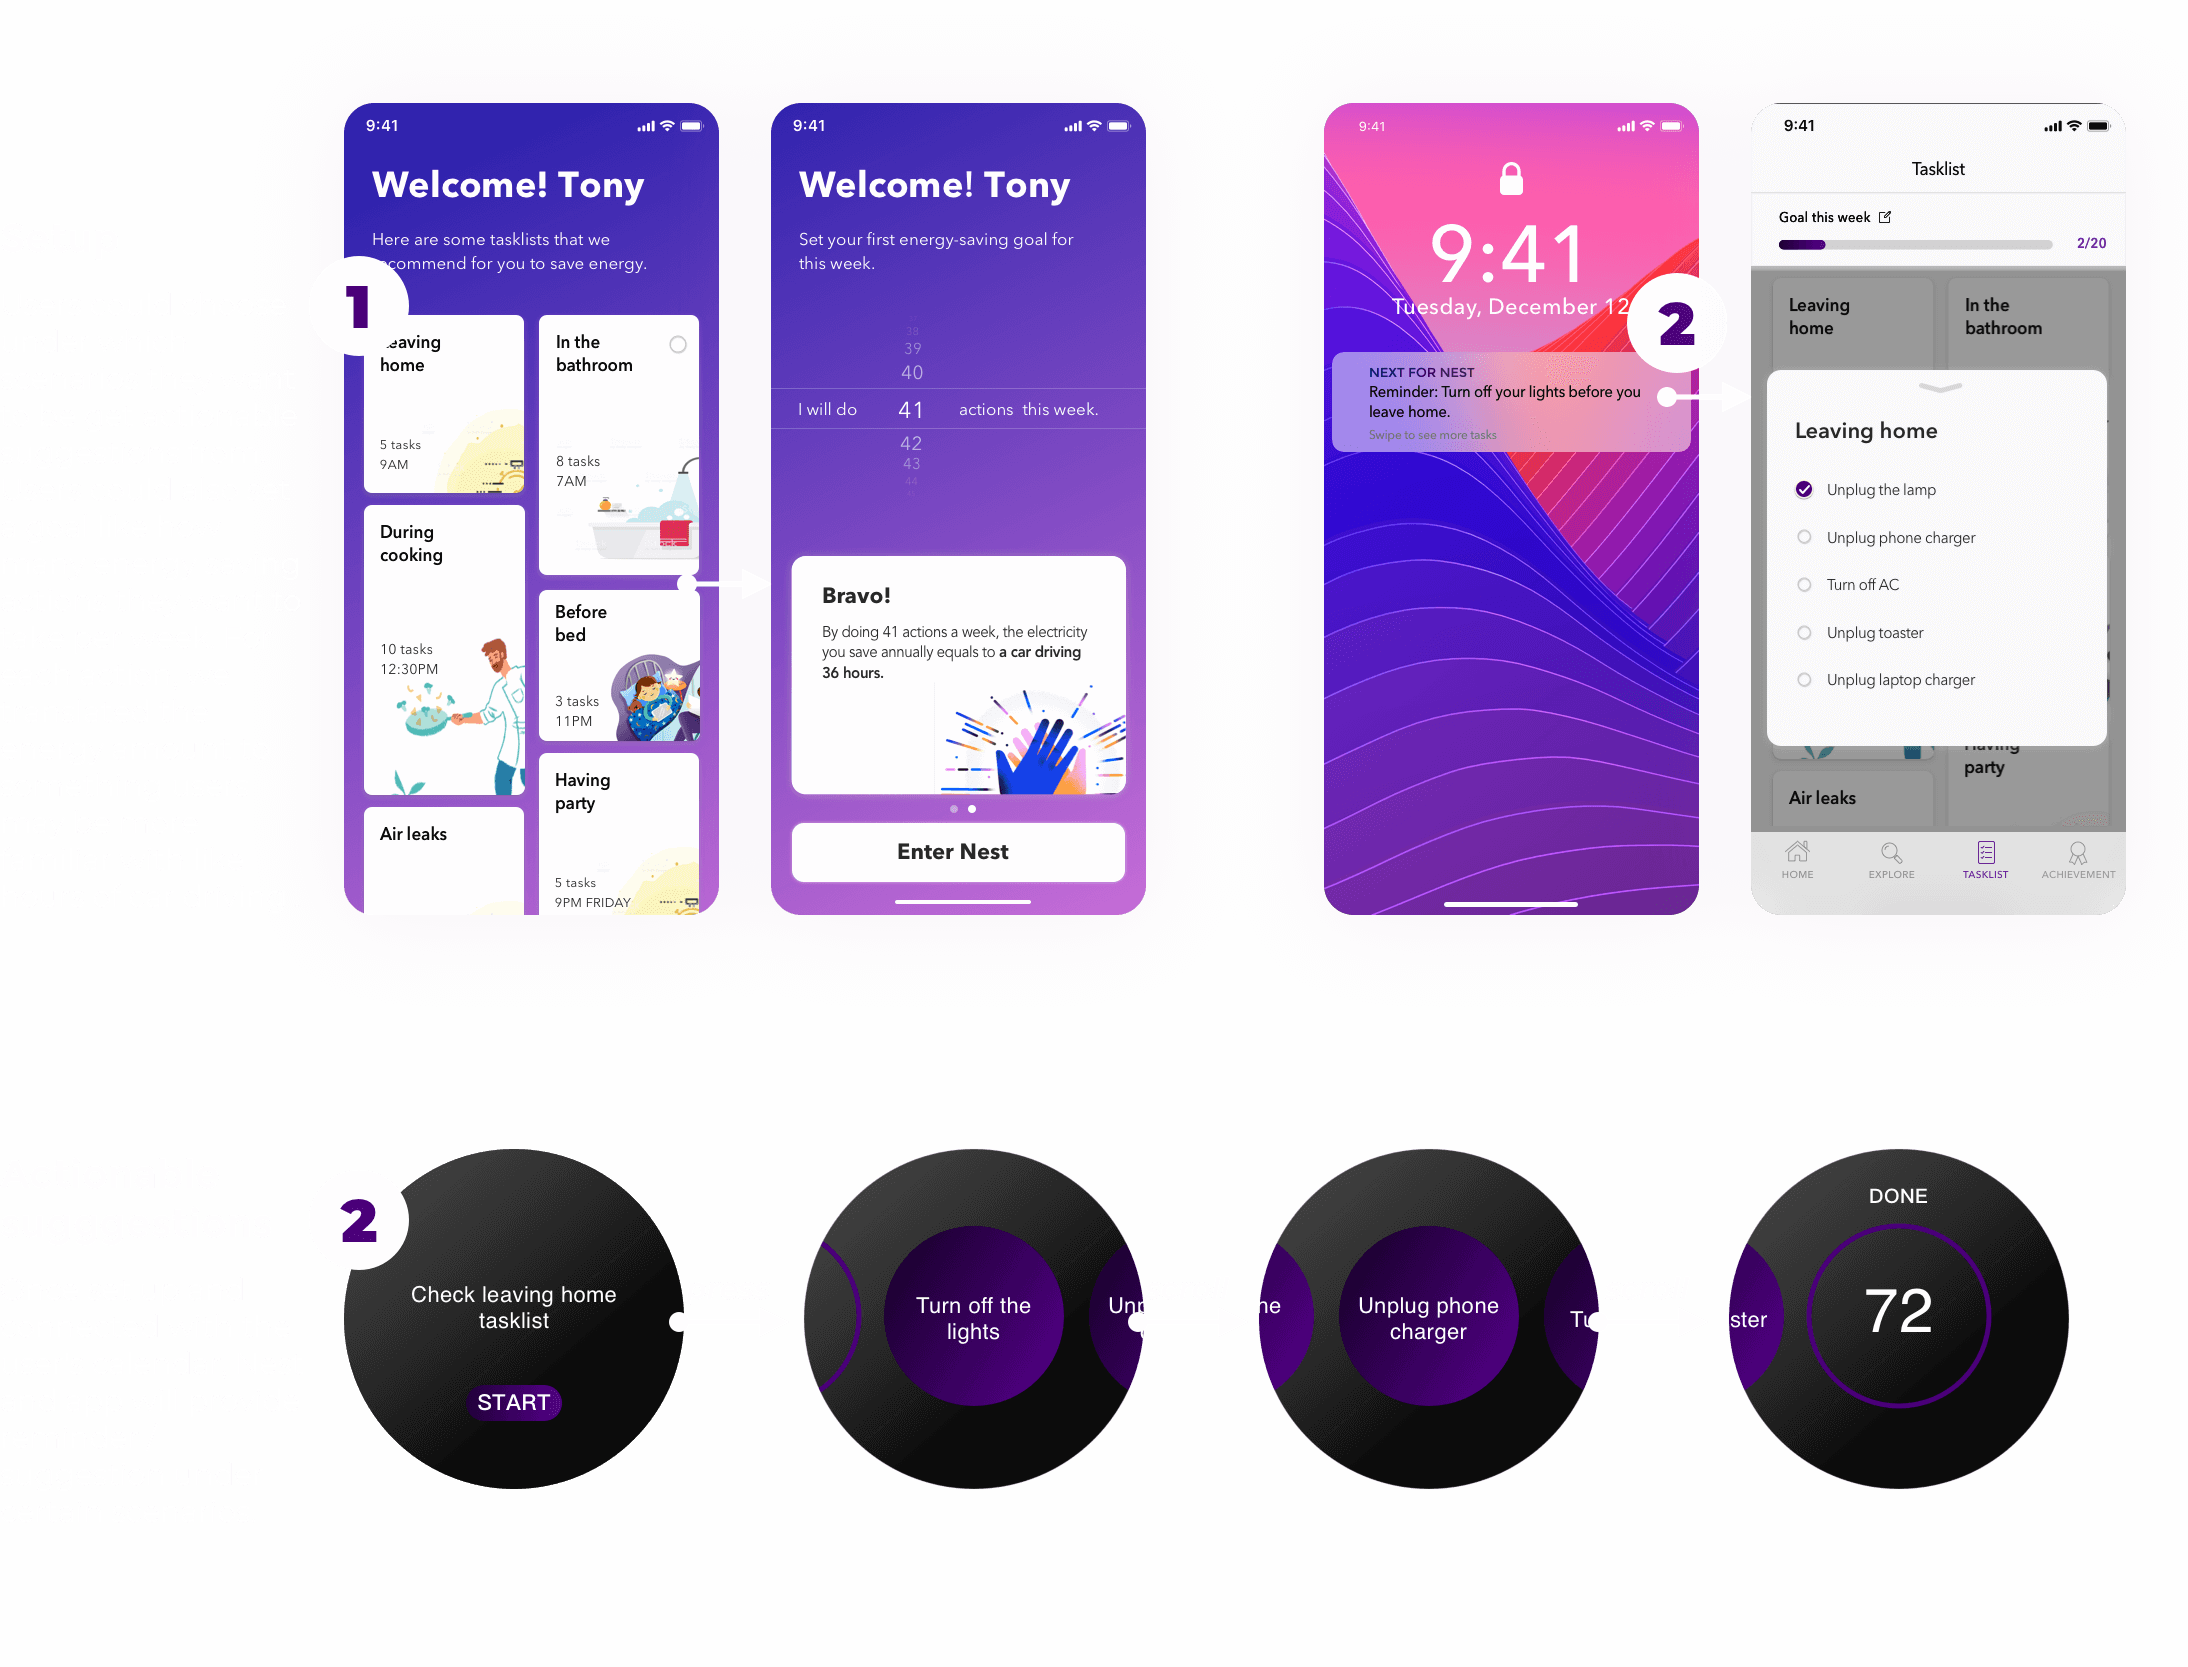 9:41
Welcome! Tony
Here are some tasklists that we
commend for you to save energy.
1
Leaving
home
5 tasks
9AM
In the
bathroom
8 tasks
7AM
During
cooking
10 tasks
12:30PM
Before
bed
3 tasks
11PM
Having
party
5 tasks
9PM FRIDAY
Air leaks
9:41
Welcome! Tony
Set your first energy-saving goal for
this week.
38
39
40
I will do 41 actions this week.
42
43
44
Bravo!
By doing 41 actions a week, the electricity
you save annually equals to a car driving
36 hours.
Enter Nest
9:41
9:41
Tuesday, December 12
2
NEXT FOR NEST
Reminder: Turn off your lights before you
leave home.
Swipe to see more tasks
9:41
Tasklist
Goal this week
2/20
Leaving
home
In the
bathroom
Leaving home
Unplug the lamp
Unplug phone charger
Turn off AC
Unplug toaster
Unplug laptop charger
Having
party
Air leaks
HOME
EXPLORE
TASKLIST
ACHIEVEMENT
2
Check leaving home
tasklist
START
Turn off the
lights
Unp
ne
Unplug phone
charger
Tu
ster
DONE
72